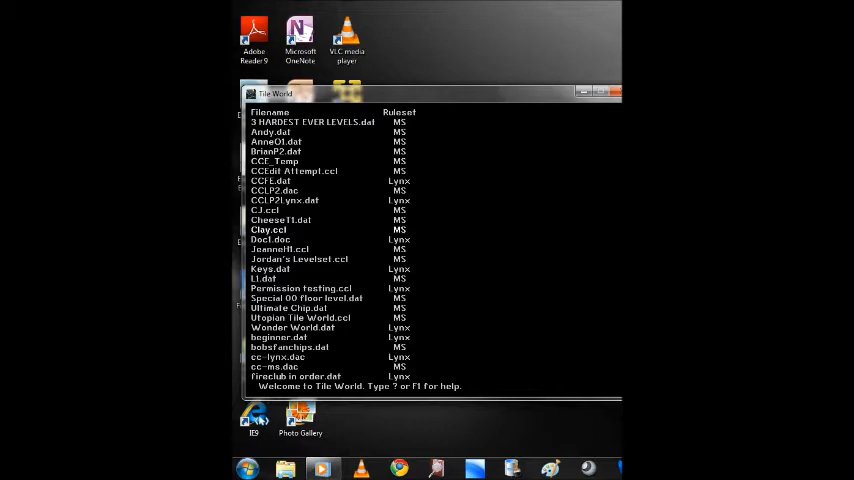 Adobe Reader 9
Microsoft OneNote
VLC media player
Tile World
Filename Ruleset
3 HARDEST EVER LEVELS.dat MS
Andy.dat MS
AnneO1.dat MS
BrianP2.dat MS
CCE_Temp MS
CCEdit Attempt.ccl MS
CCFE.dat Lynx
CCLP2.dac MS
CCLP2Lynx.dat Lynx
CJ.ccl MS
CheeseT1.dat MS
Clay.ccl MS
Doc1.doc Lynx
JeanneH1.ccl MS
Jordan's Levelset.ccl MS
Keys.dat Lynx
L1.dat MS
Permission testing.ccl Lynx
Special 00 floor level.dat MS
Ultimate Chip.dat MS
Utopian Tile World.ccl MS
Wonder World.dat Lynx
beginner.dat Lynx
bobsfanchips.dat MS
cc-lynx.dac Lynx
cc-ms.dac MS
fireclub in order.dat Lynx
Welcome to Tile World. Type ? or F1 for help.
IE9
Photo Gallery